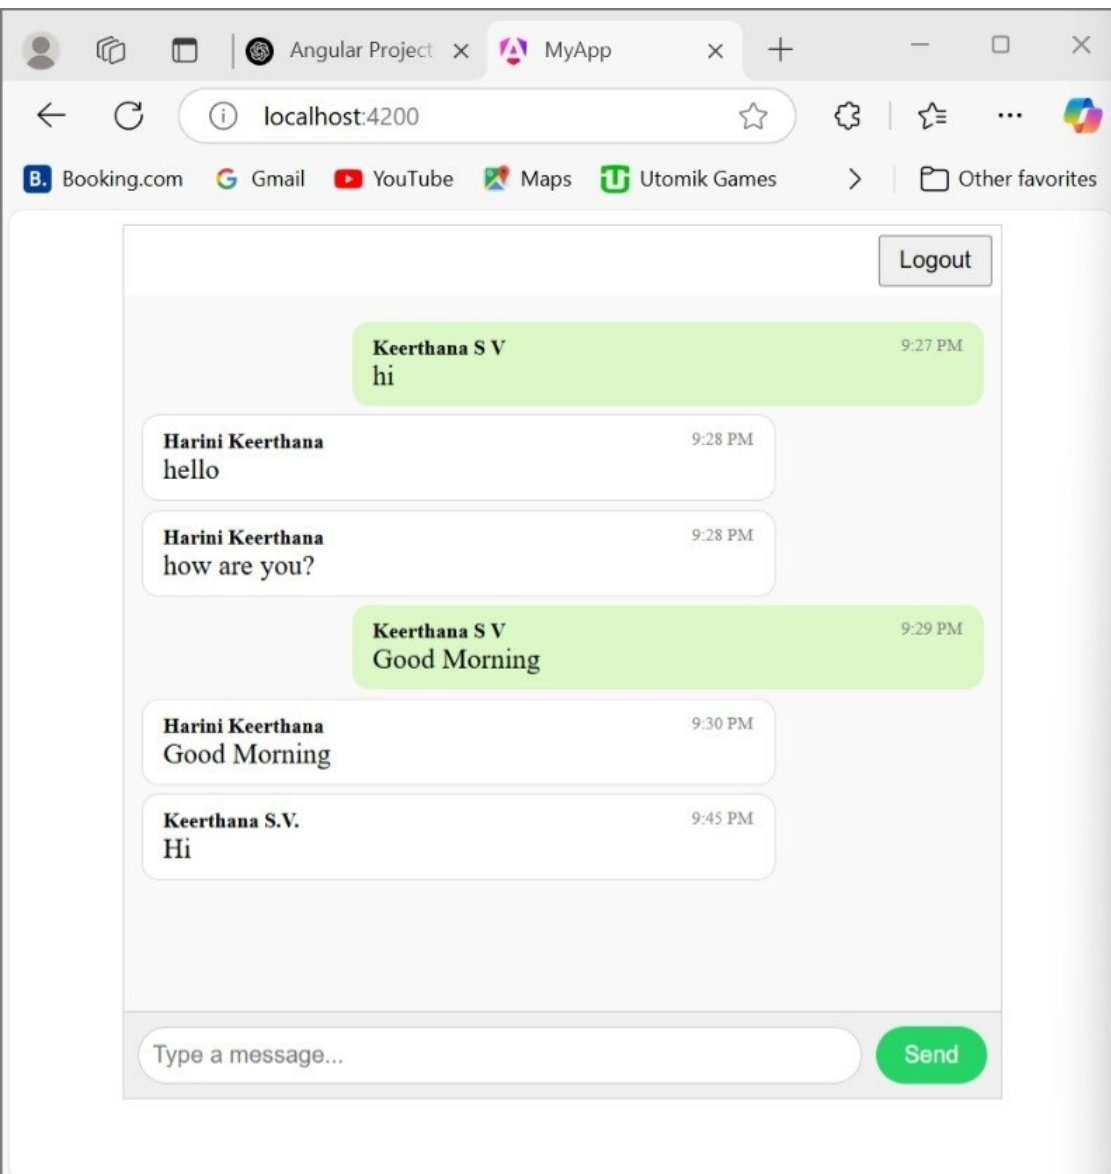 Angular Project
MyApp
localhost:4200
Booking.com Gmail YouTube Maps Utomik Games Other favorites
Logout
Keerthana S V 9:27 PM
hi
Harini Keerthana 9:28 PM
hello
Harini Keerthana 9:28 PM
how are you?
Keerthana S V 9:29 PM
Good Morning
Harini Keerthana 9:30 PM
Good Morning
Keerthana S.V. 9:45 PM
Hi
Type a message... Send